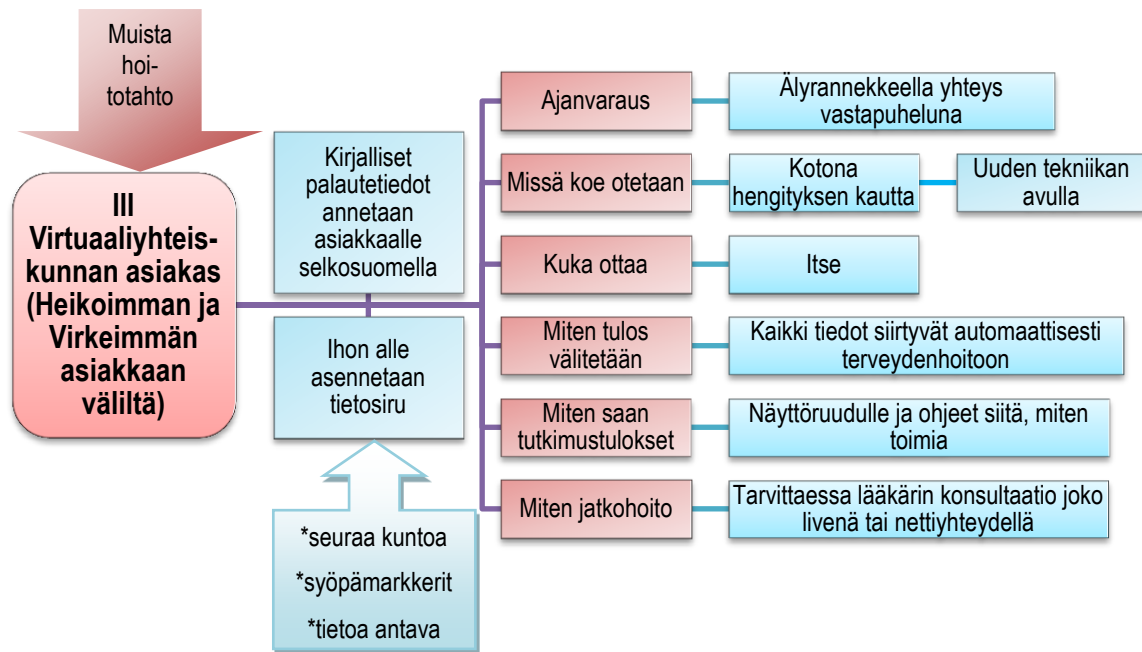 Muista
hoi-
totahto
III
Virtuaaliyhteis-
kunnan asiakas
(Heikoimman ja
Virkeimmän
asiakkaan
väliltä)
Kirjalliset
palautetiedot
annetaan
asiakkaalle
selkosuomella
Ihon alle
asennetaan
tietosiru
*seuraa kuntoa
*syöpämarkkerit
*tietoa antava
Ajanvaraus
Älyrannekkeella yhteys
vastapuheluna
Missä koe otetaan
Kotona
hengityksen kautta
Uuden tekniikan
avulla
Kuka ottaa
Itse
Miten tulos
välitetään
Kaikki tiedot siirtyvät automaattisesti
terveydenhoitoon
Miten saan
tutkimustulokset
Näyttöruudulle ja ohjeet siitä, miten
toimia
Miten jatkohoito
Tarvittaessa lääkärin konsultaatio joko
livenä tai nettiyhteydellä